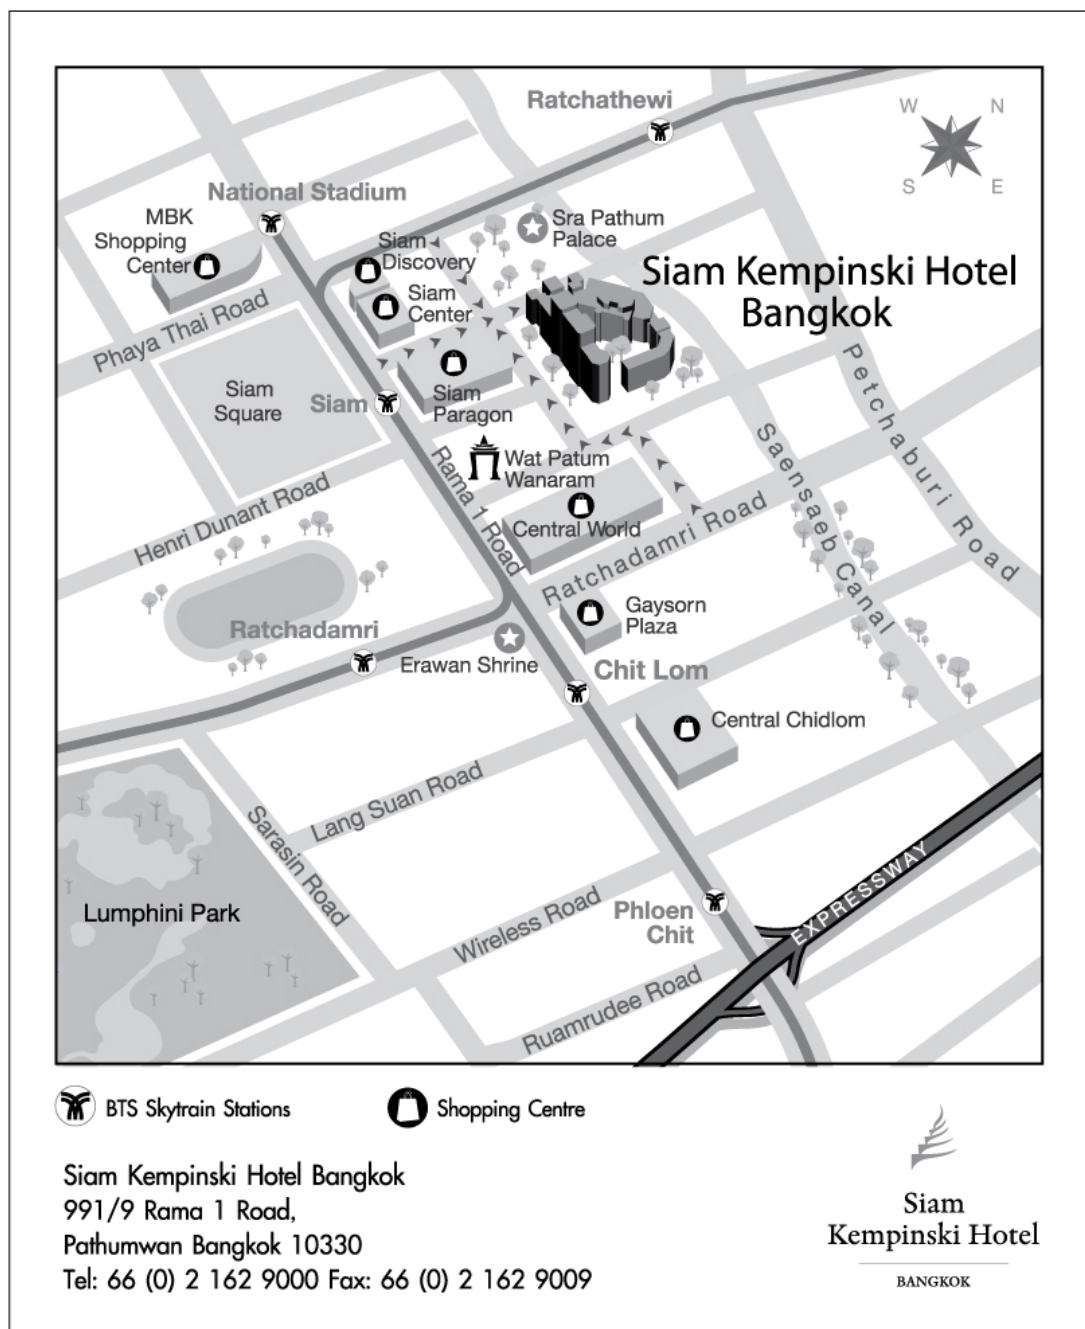 Ratchathewi
W
N
S
E
National Stadium
MBK
Shopping
Center
Siam
Discovery
Siam
Center
Sra Pathum
Palace
Siam Kempinski Hotel
Bangkok
Phaya Thai Road
Siam
Square
Siam
Siam
Paragon
Petchaburi Road
Saensaeb Canal
Rama 1 Road
Wat Patum
Wanaram
Central World
Henri Dunant Road
Ratchadamri Road
Gaysorn
Plaza
Ratchadamri
Erawan Shrine
Chit Lom
Central Chidlom
Lang Suan Road
Sarasin Road
Lumphini Park
Wireless Road
Phloen
Chit
EXPRESSWAY
Ruamrudee Road
BTS Skytrain Stations
Shopping Centre
Siam Kempinski Hotel Bangkok
991/9 Rama 1 Road,
Pathumwan Bangkok 10330
Tel: 66 (0) 2 162 9000 Fax: 66 (0) 2 162 9009
Siam
Kempinski Hotel
BANGKOK